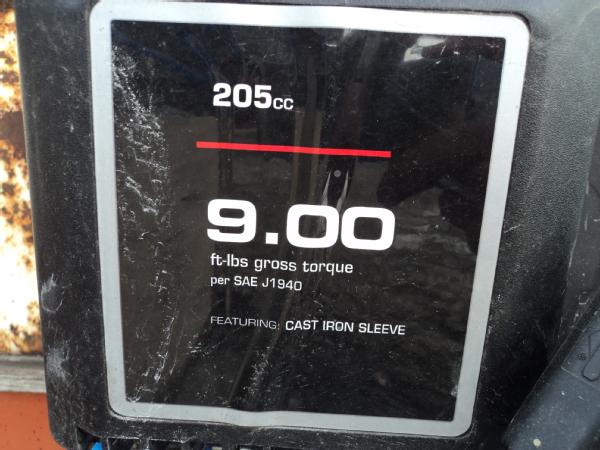 205cc
9.00
ft-lbs gross torque
per SAE J1940
FEATURING: CAST IRON SLEEVE